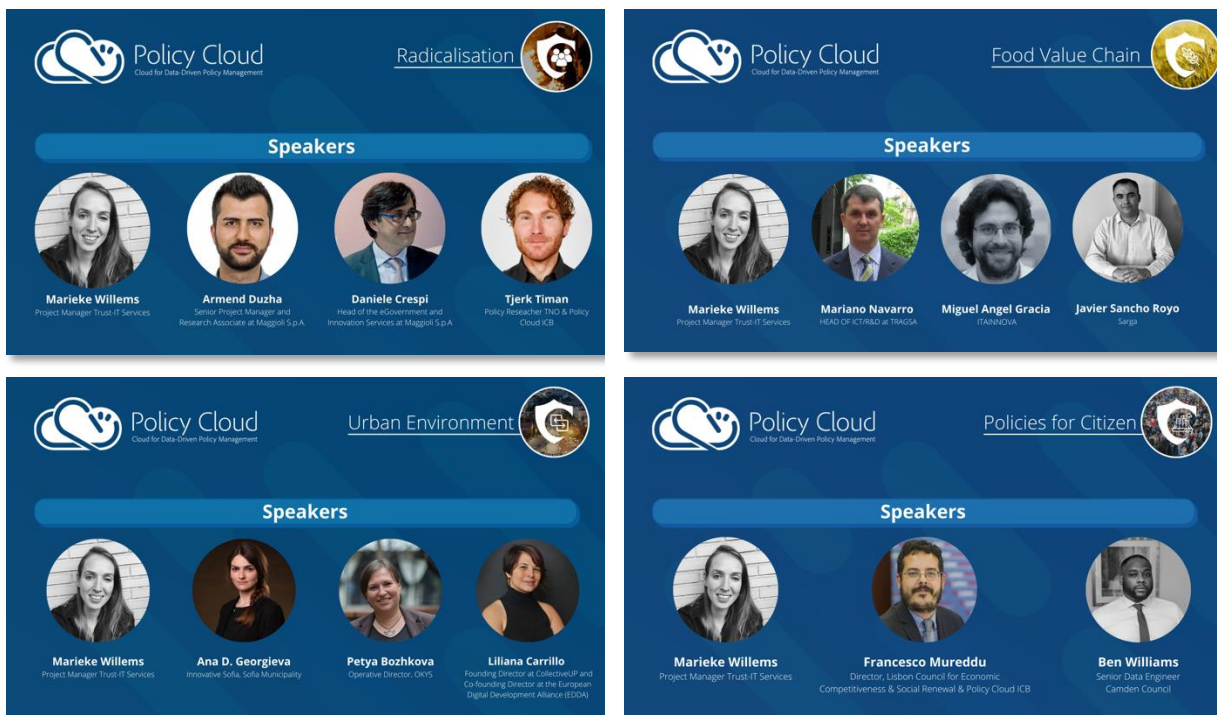 Policy Cloud
Cloud for Data-Driven Policy Management
Radicalisation
Speakers
Marieke Willems
Project Manager Trust-IT Services
Armend Duzha
Senior Project Manager and
Research Associate at Maggioli S.p.A.
Daniele Crespi
Head of the eGovernment and
Innovation Services at Maggioli S.p.A
Tjerk Timan
Policy Reseacher TNO & Policy
Cloud ICB
Policy Cloud
Cloud for Data-Driven Policy Management
Food Value Chain
Speakers
Marieke Willems
Project Manager Trust-IT Services
Mariano Navarro
HEAD OF ICT/R&D at TRAGSA
Miguel Angel Gracia
ITAINNOVA
Javier Sancho Royo
Sarga
Policy Cloud
Cloud for Data-Driven Policy Management
Urban Environment
Speakers
Marieke Willems
Project Manager Trust-IT Services
Ana D. Georgieva
Innovative Sofia, Sofia Municipality
Petya Bozhkova
Operative Director, OKYS
Liliana Carrillo
Founding Director at CollectiveUP and
Co-founding Director at the European
Digital Development Alliance (EDDA)
Policy Cloud
Cloud for Data-Driven Policy Management
Policies for Citizen
Speakers
Marieke Willems
Project Manager Trust-IT Services
Francesco Mureddu
Director, Lisbon Council for Economic
Competitiveness & Social Renewal & Policy Cloud ICB
Ben Williams
Senior Data Engineer
Camden Council